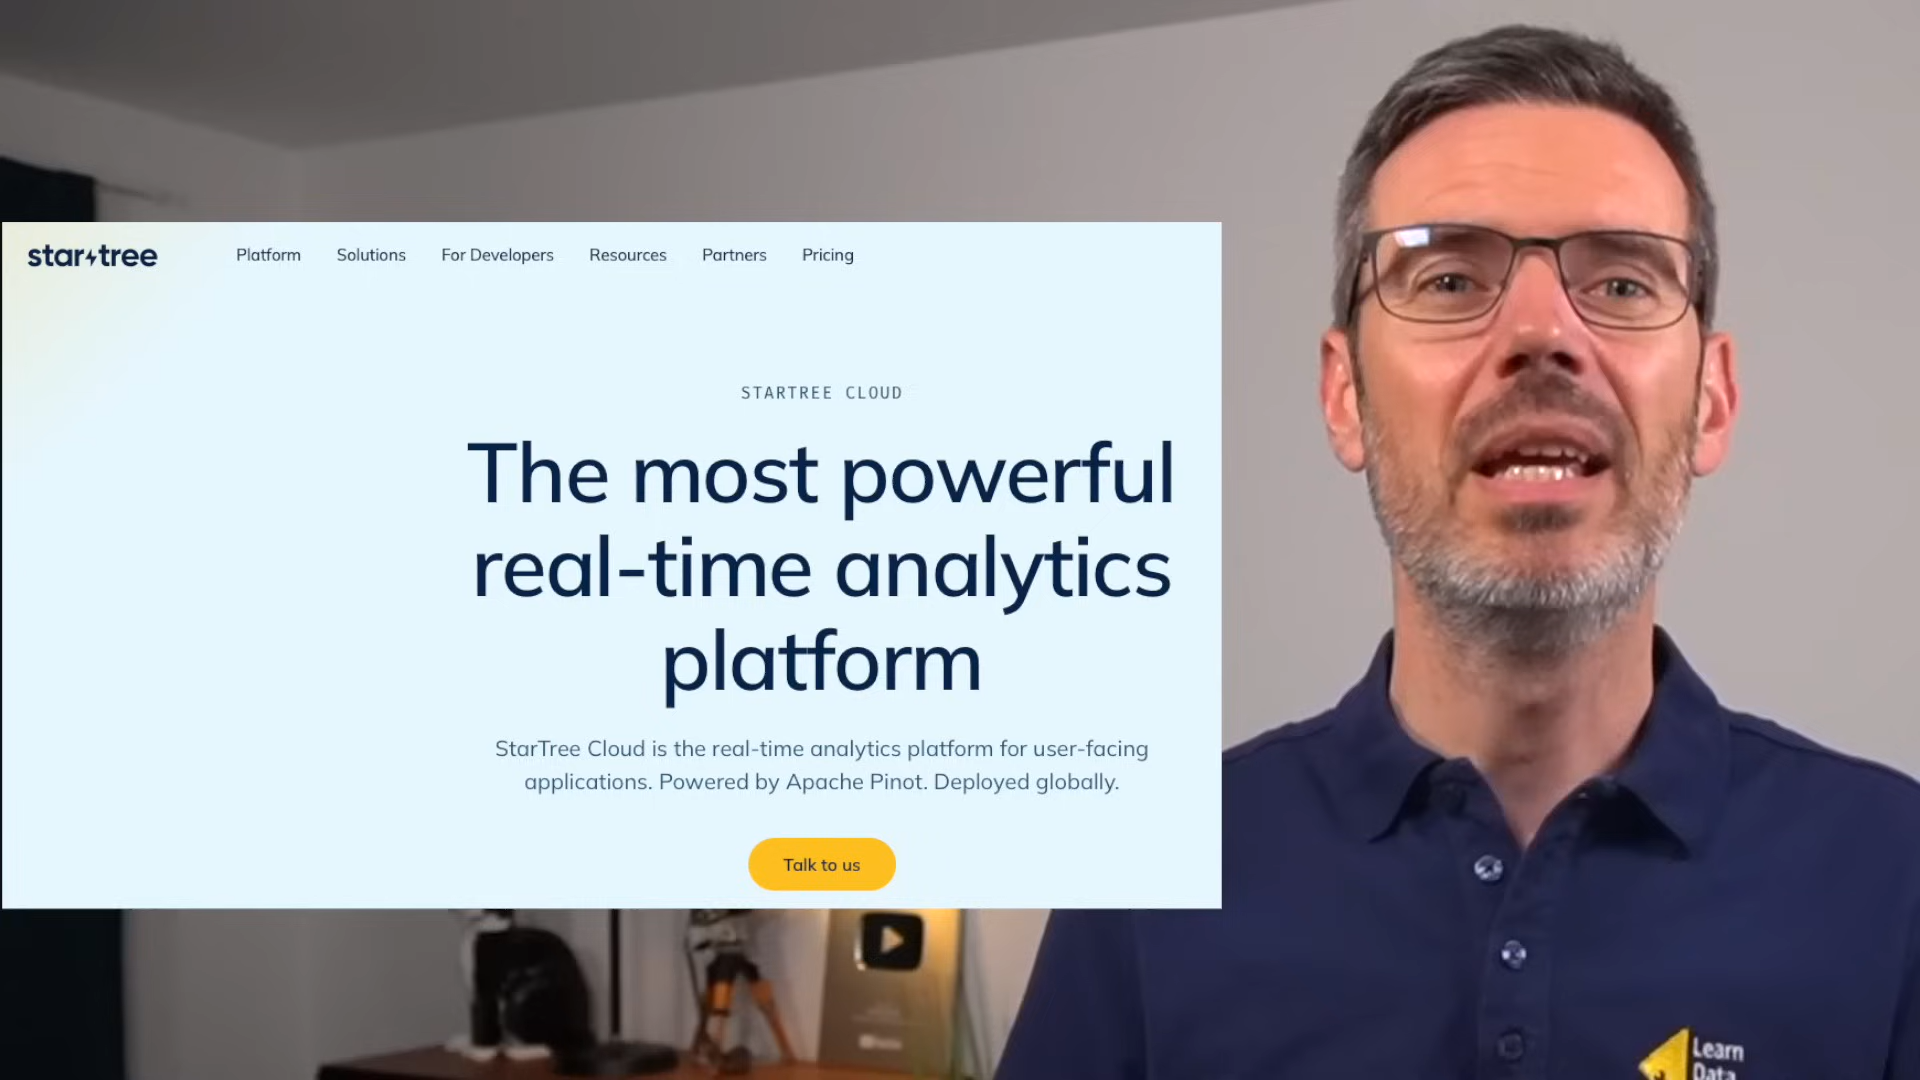 startree
Platform Solutions For Developers Resources Partners Pricing
STARTREE CLOUD
The most powerful
real-time analytics
platform
StarTree Cloud is the real-time analytics platform for user-facing
applications. Powered by Apache Pinot. Deployed globally.
Talk to us
Learn
Data